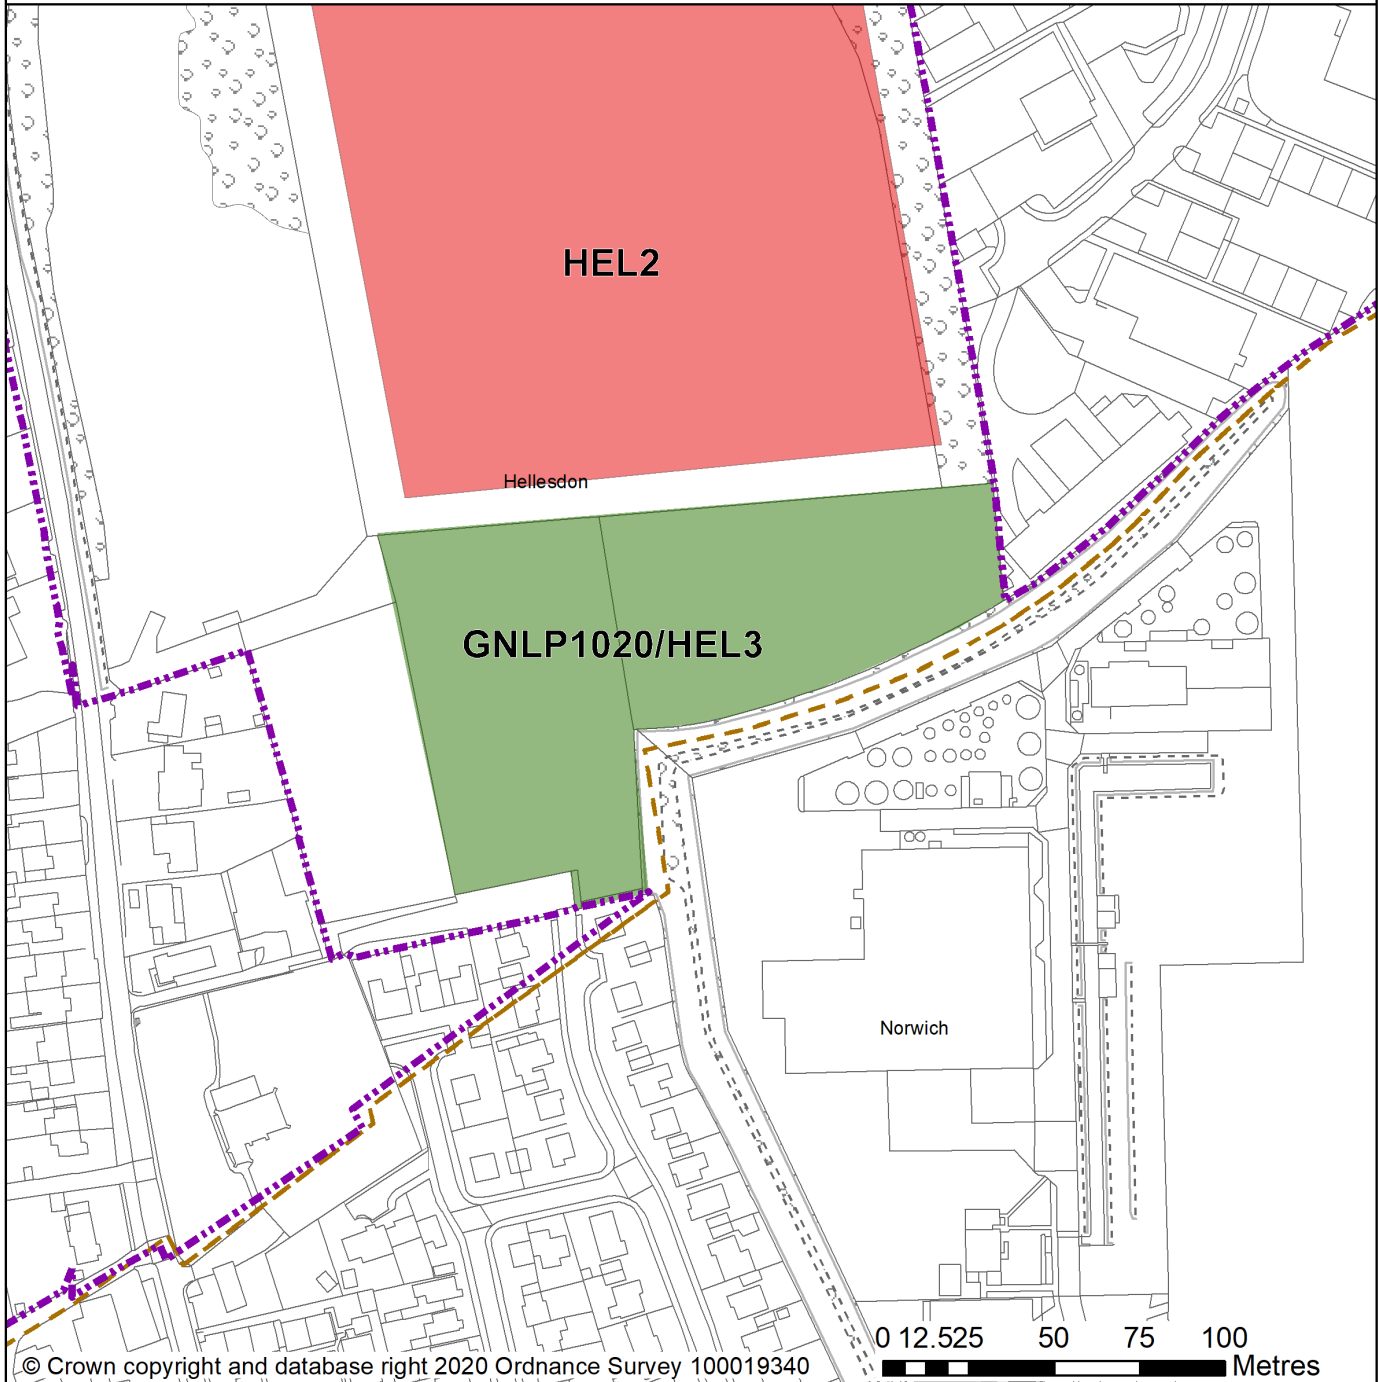 HEL2
Hellesdon
GNLP1020/HEL3
Norwich
0 12.525 50 75 100
Metres
© Crown copyright and database right 2020 Ordnance Survey 100019340